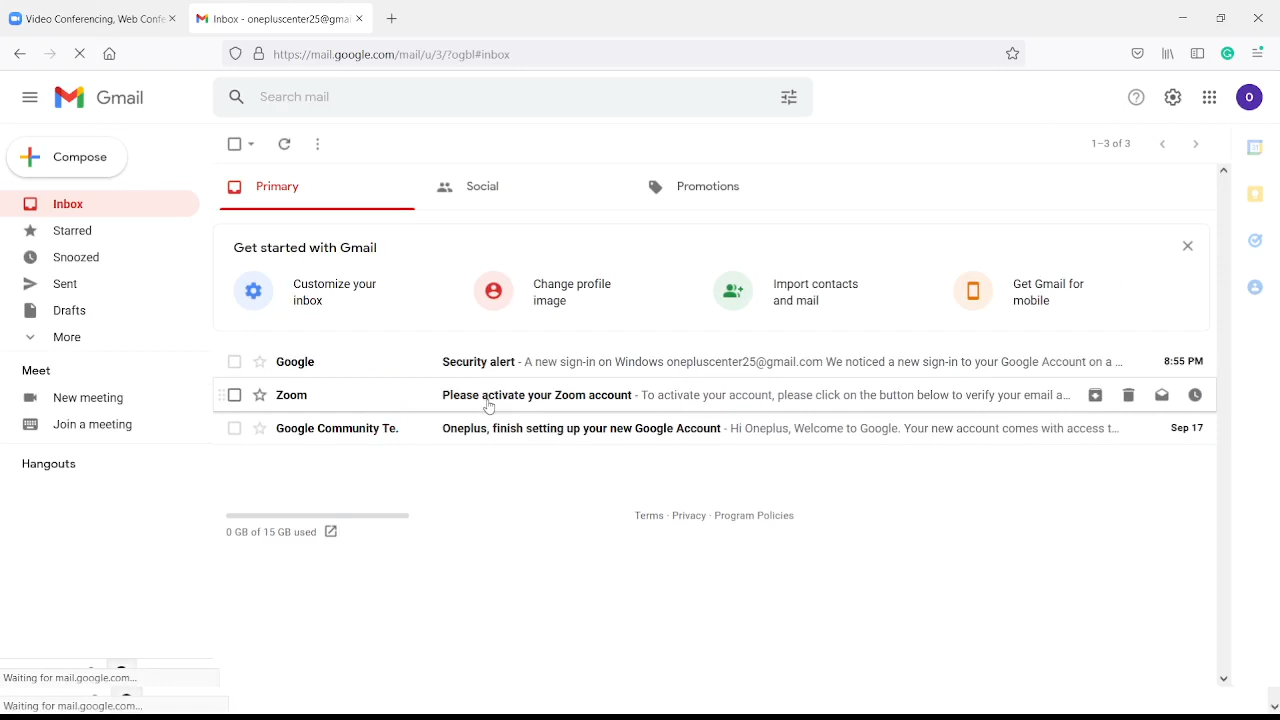 Video Conferencing, Web Confe
Inbox - onepluscenter25@gmai
https://mail.google.com/mail/u/3/?ogbl#inbox
Gmail
Search mail
O
Compose
1–3 of 3
Inbox
Primary
Social
Promotions
Starred
Snoozed
Get started with Gmail
Sent
Customize your
inbox
Change profile
image
Import contacts
and mail
Get Gmail for
mobile
Drafts
More
Google Security alert - A new sign-in on Windows onepluscenter25@gmail.com We noticed a new sign-in to your Google Account on a ... 8:55 PM
Meet
New meeting
Zoom Please activate your Zoom account - To activate your account, please click on the button below to verify your email a...
Join a meeting
Google Community Te. Oneplus, finish setting up your new Google Account - Hi Oneplus, Welcome to Google. Your new account comes with access t... Sep 17
Hangouts
Terms · Privacy · Program Policies
0 GB of 15 GB used
Waiting for mail.google.com...
Waiting for mail.google.com...